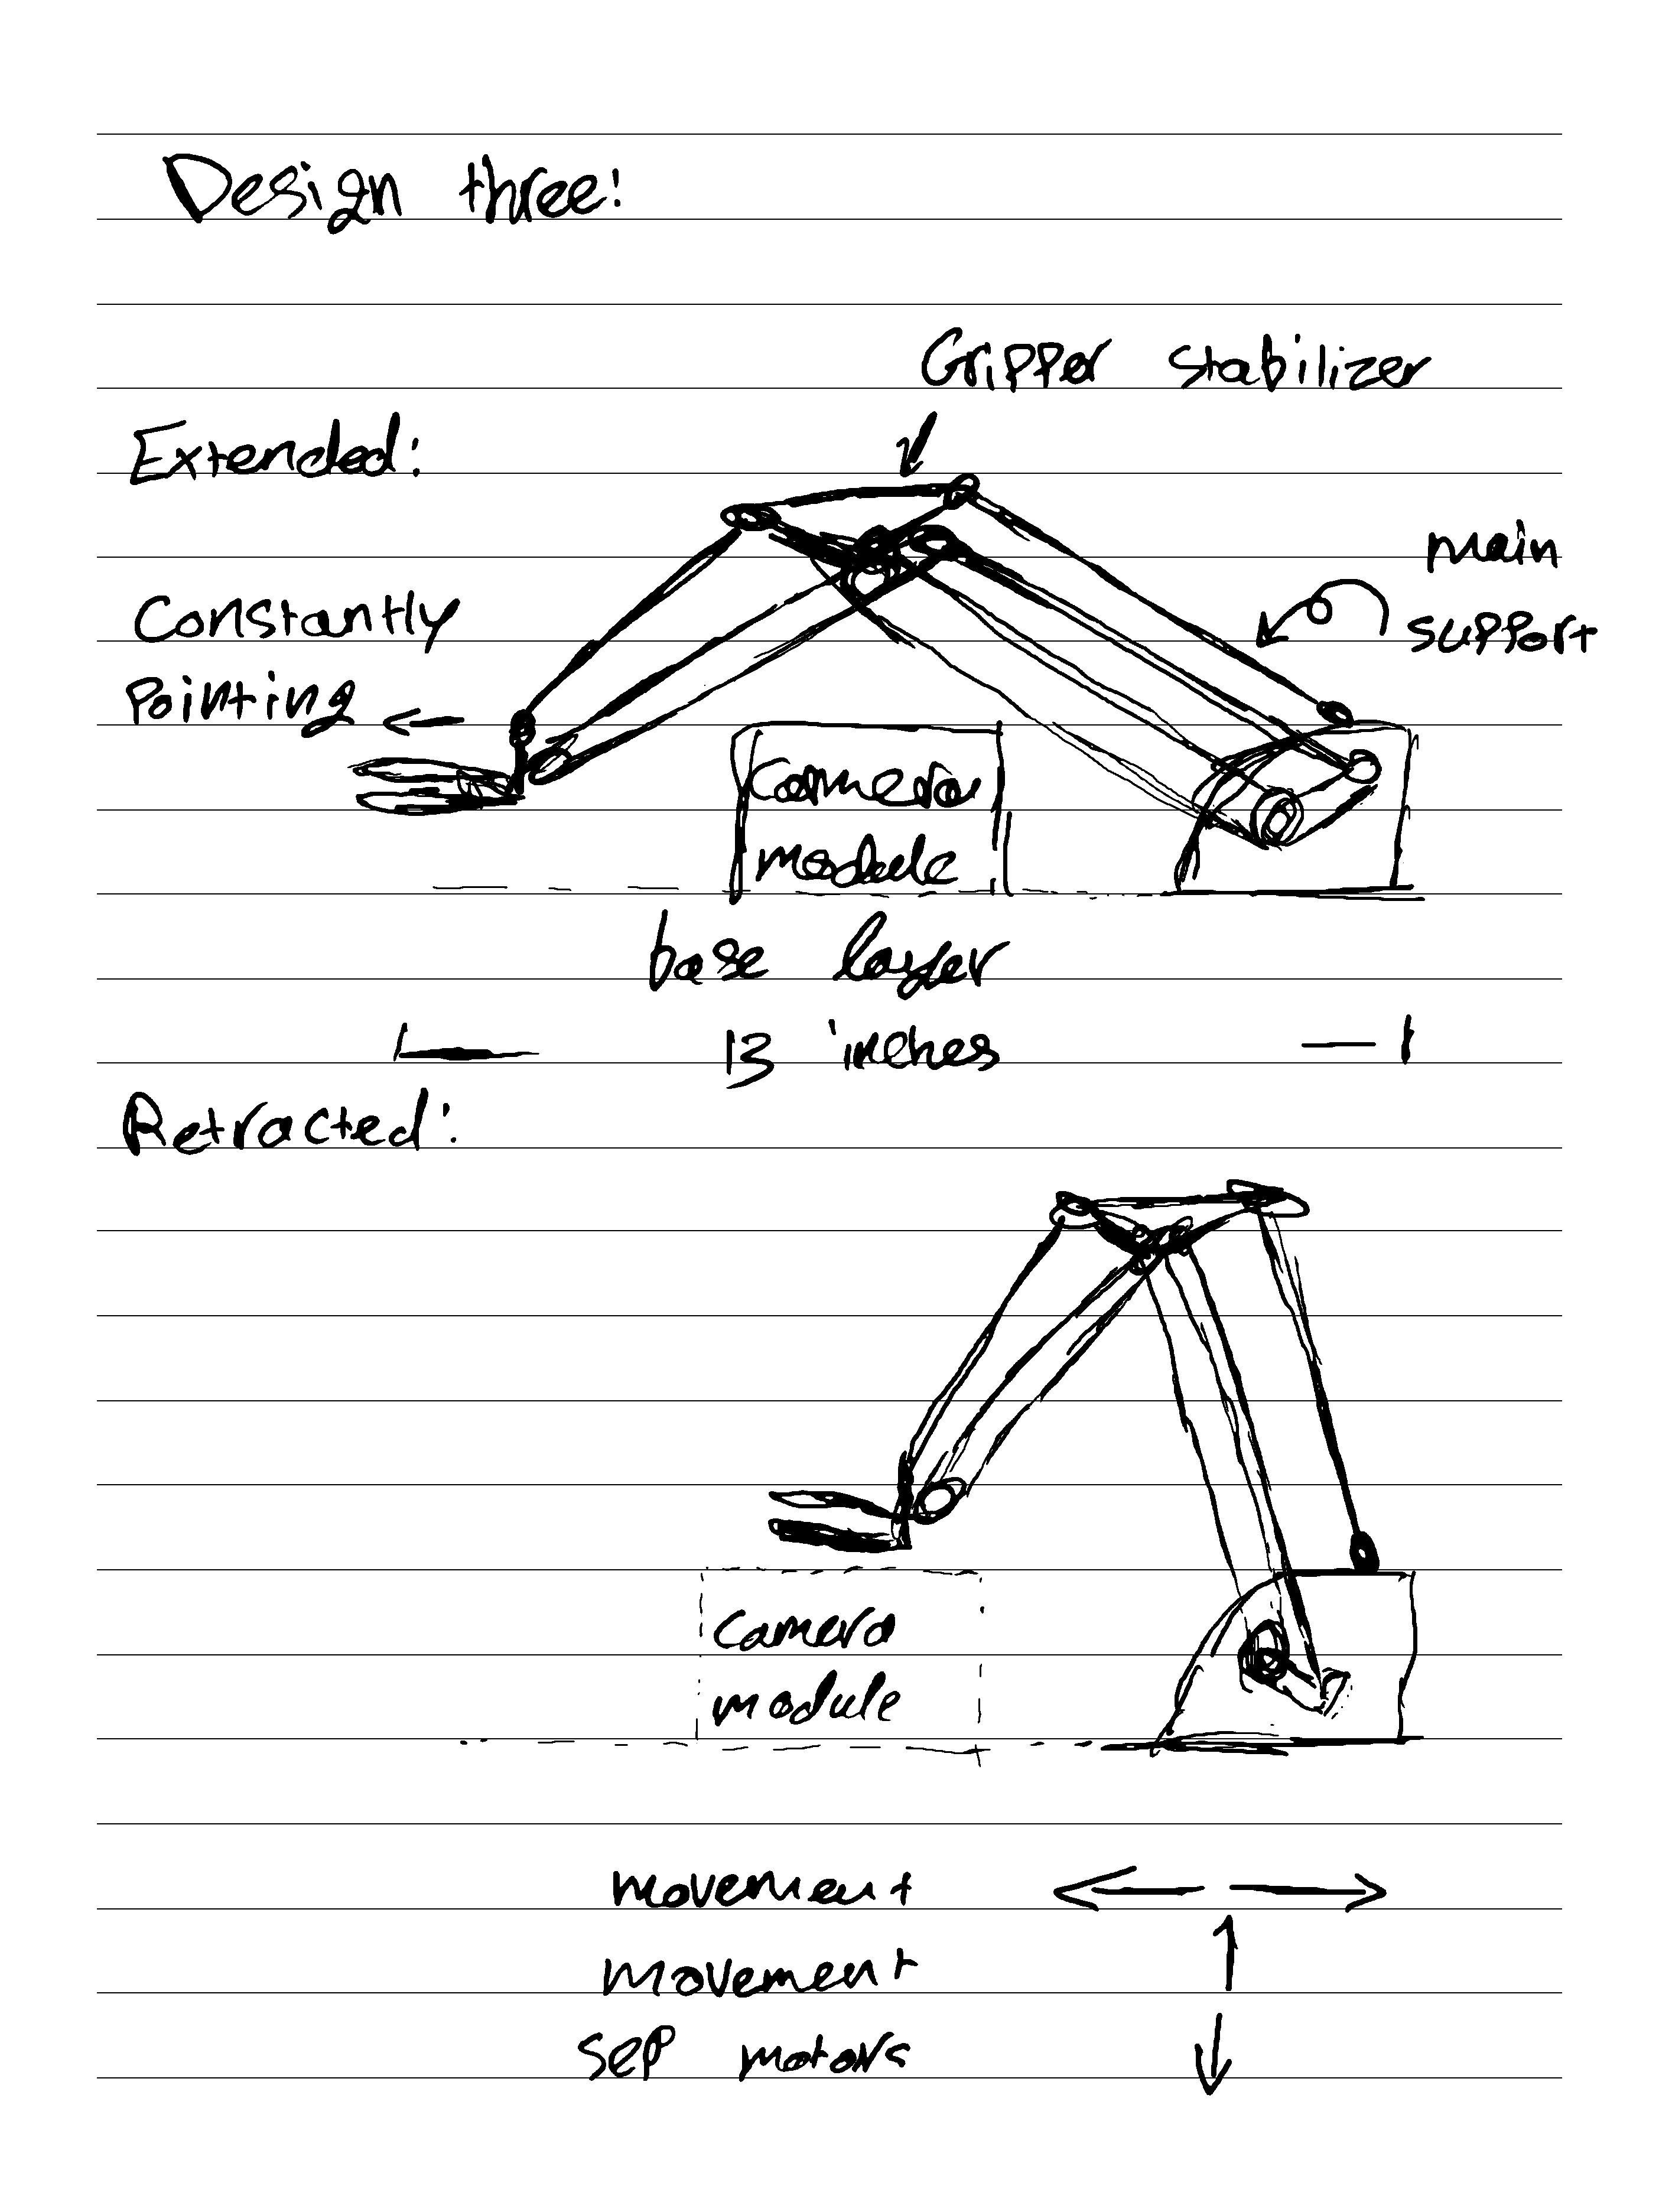 Design three:
Gripper stabilizer
Extended:
main
support
Constantly
Pointing
camera
module
base layer
13 inches
Retracted:
camera
module
movement
movement
sep motors